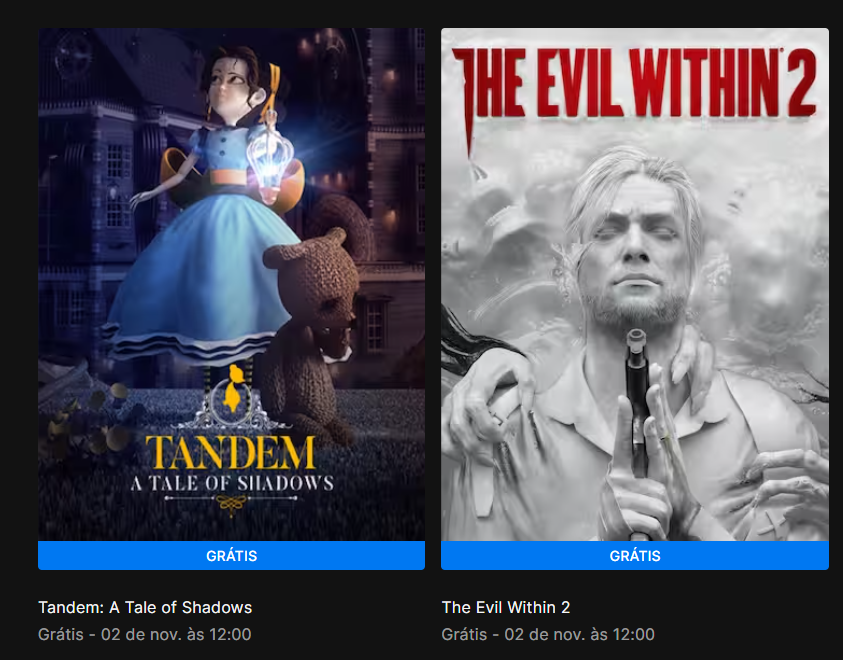 TANDEM
A TALE OF SHADOWS
GRÁTIS
Tandem: A Tale of Shadows
Grátis - 02 de nov. às 12:00
THE EVIL WITHIN 2
GRÁTIS
The Evil Within 2
Grátis - 02 de nov. às 12:00